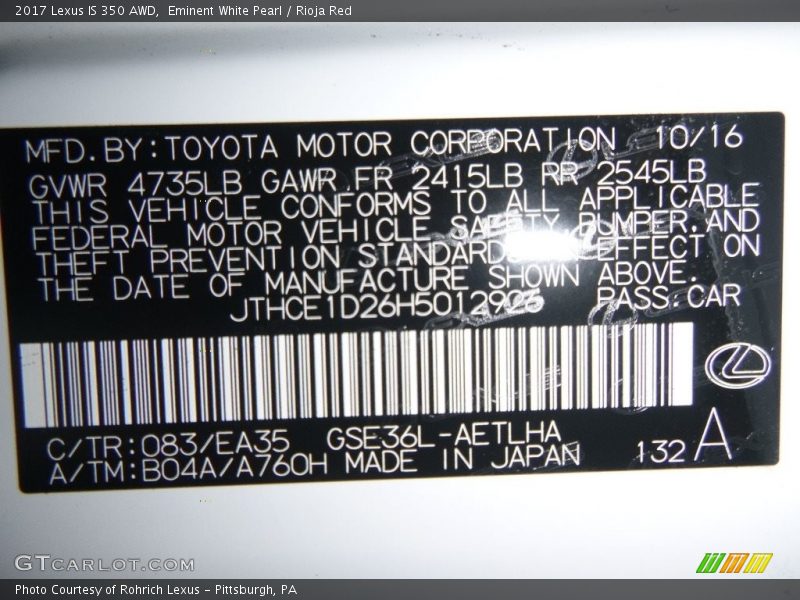 2017 Lexus IS 350 AWD,  Eminent White Pearl / Rioja Red
MFD.BY:TOYOTA MOTOR CORPORATION 10/16
GVWR 4735LB GAWR FR 2415LB RR 2545LB
THIS VEHICLE CONFORMS TO ALL APPLICABLE
FEDERAL MOTOR VEHICLE SAFETY, BUMPER, AND
THEFT PREVENTION STANDARDS EFFECT ON
THE DATE OF MANUFACTURE SHOWN ABOVE.
JTHCE1D26H5012925 PASS.CAR
C/TR:083/EA35 GSE36L-AETLHA
A/TM:B04A/A760H MADE IN JAPAN 132 A
GTCARLOT.COM
Photo Courtesy of Rohrich Lexus - Pittsburgh, PA